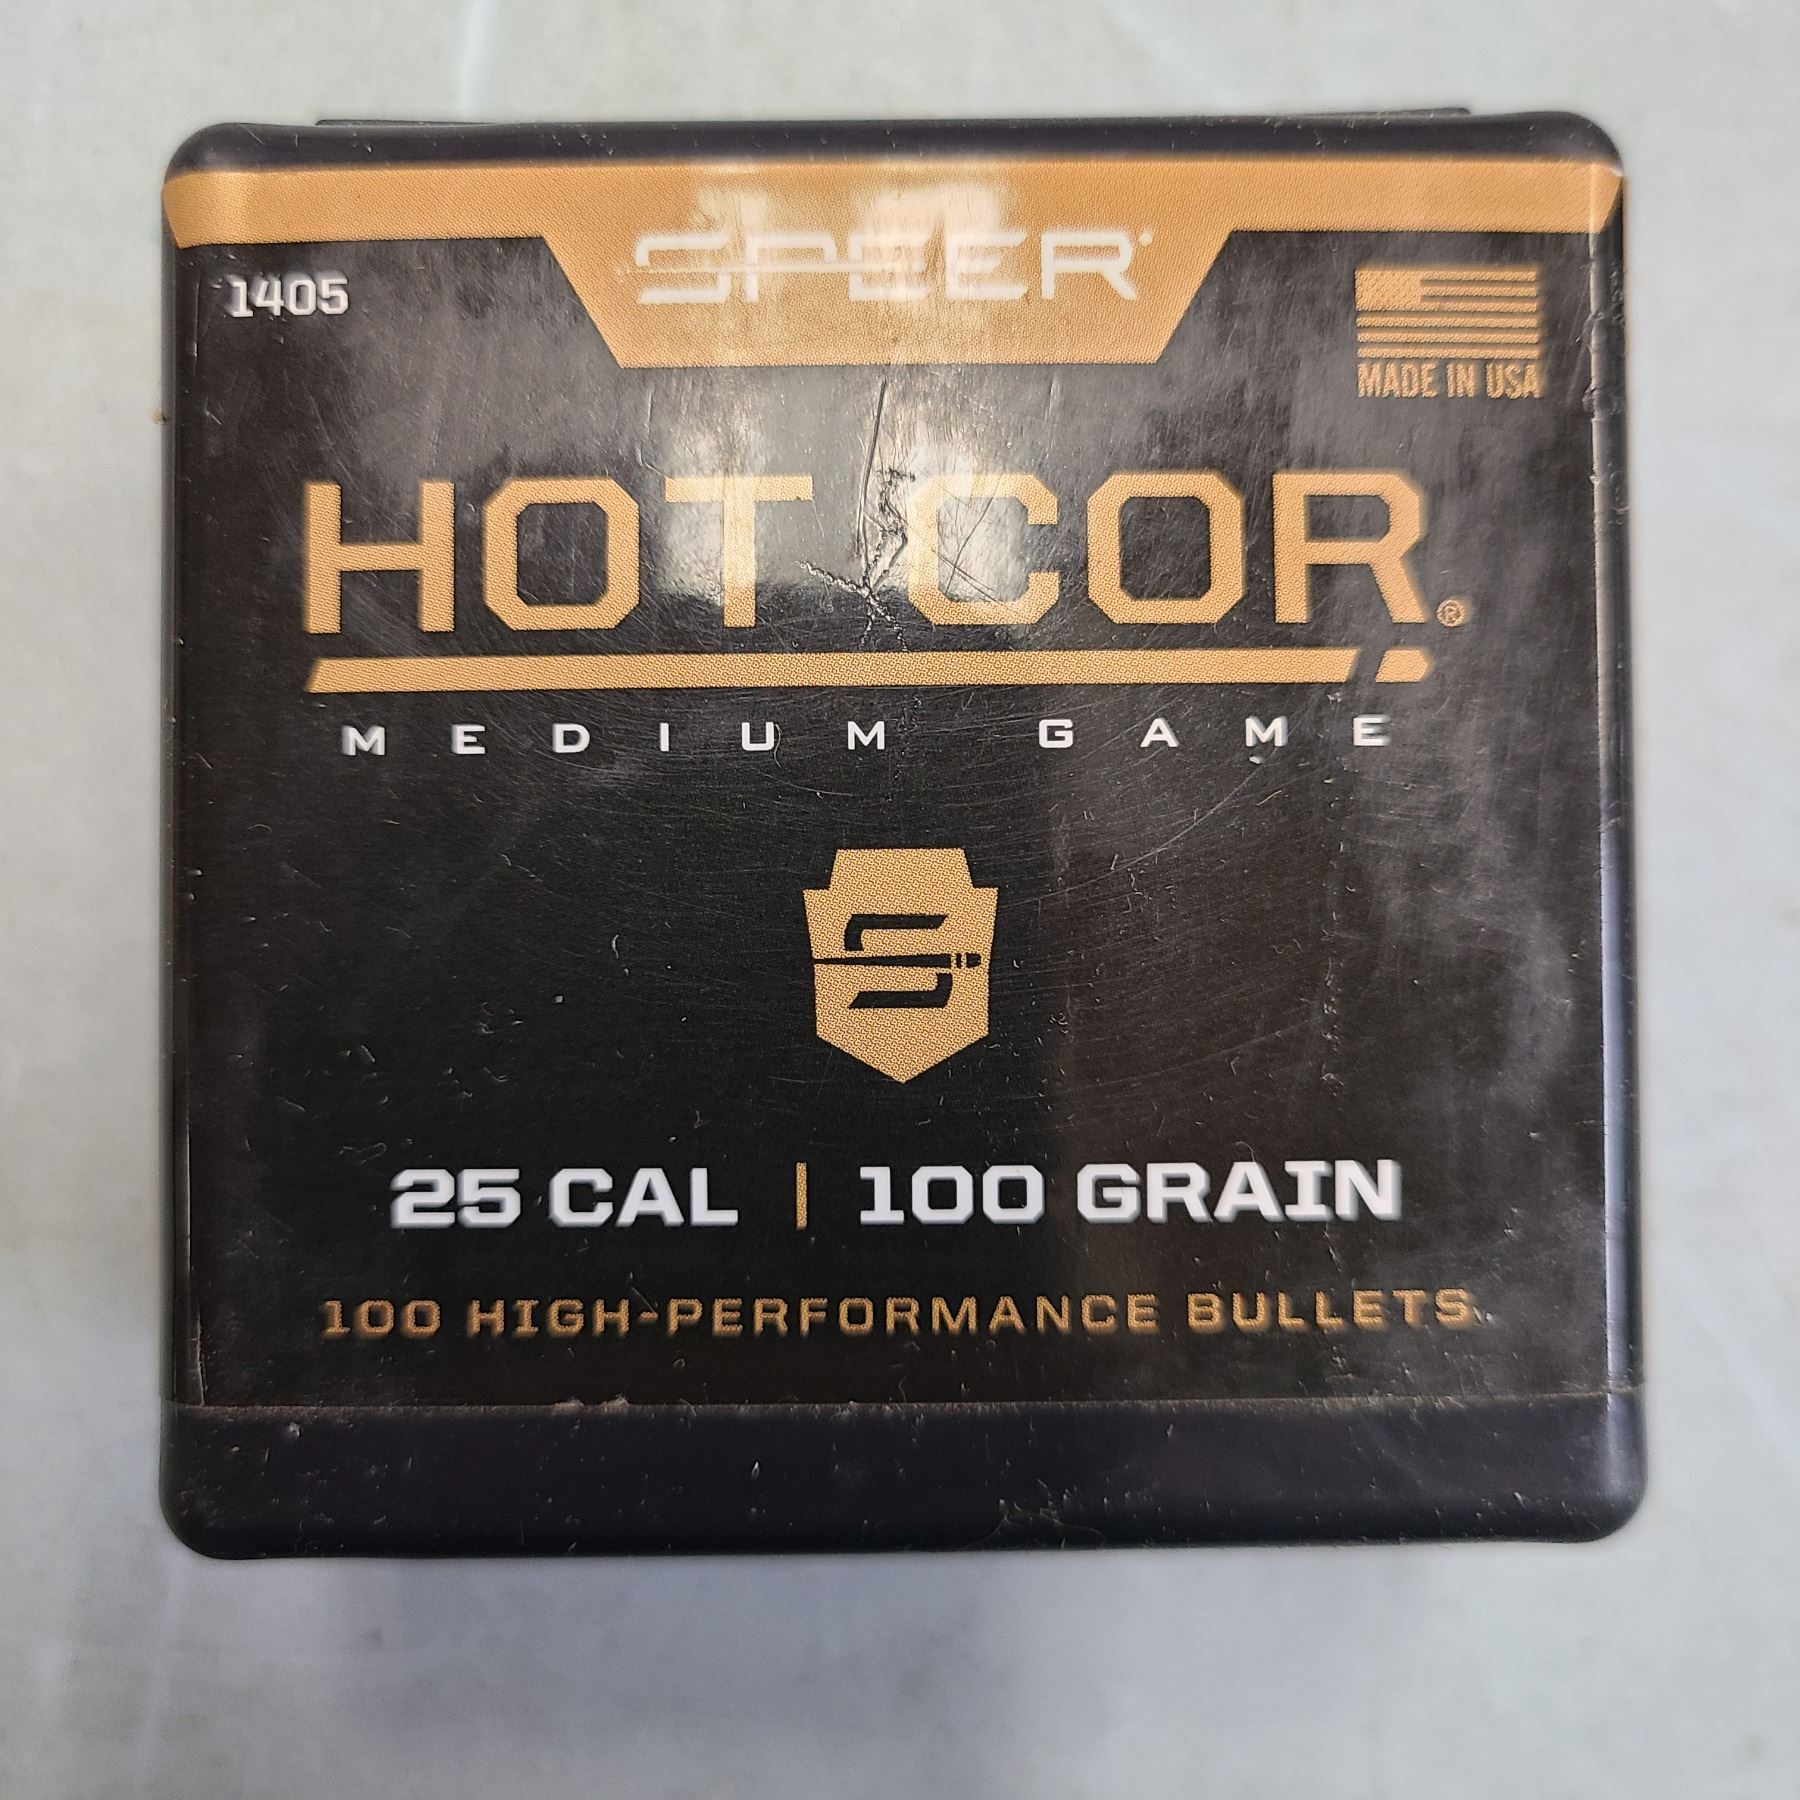 SPEER
1405
MADE IN USA
HOT COR®
MEDIUM GAME
25 CAL | 100 GRAIN
100 HIGH-PERFORMANCE BULLETS